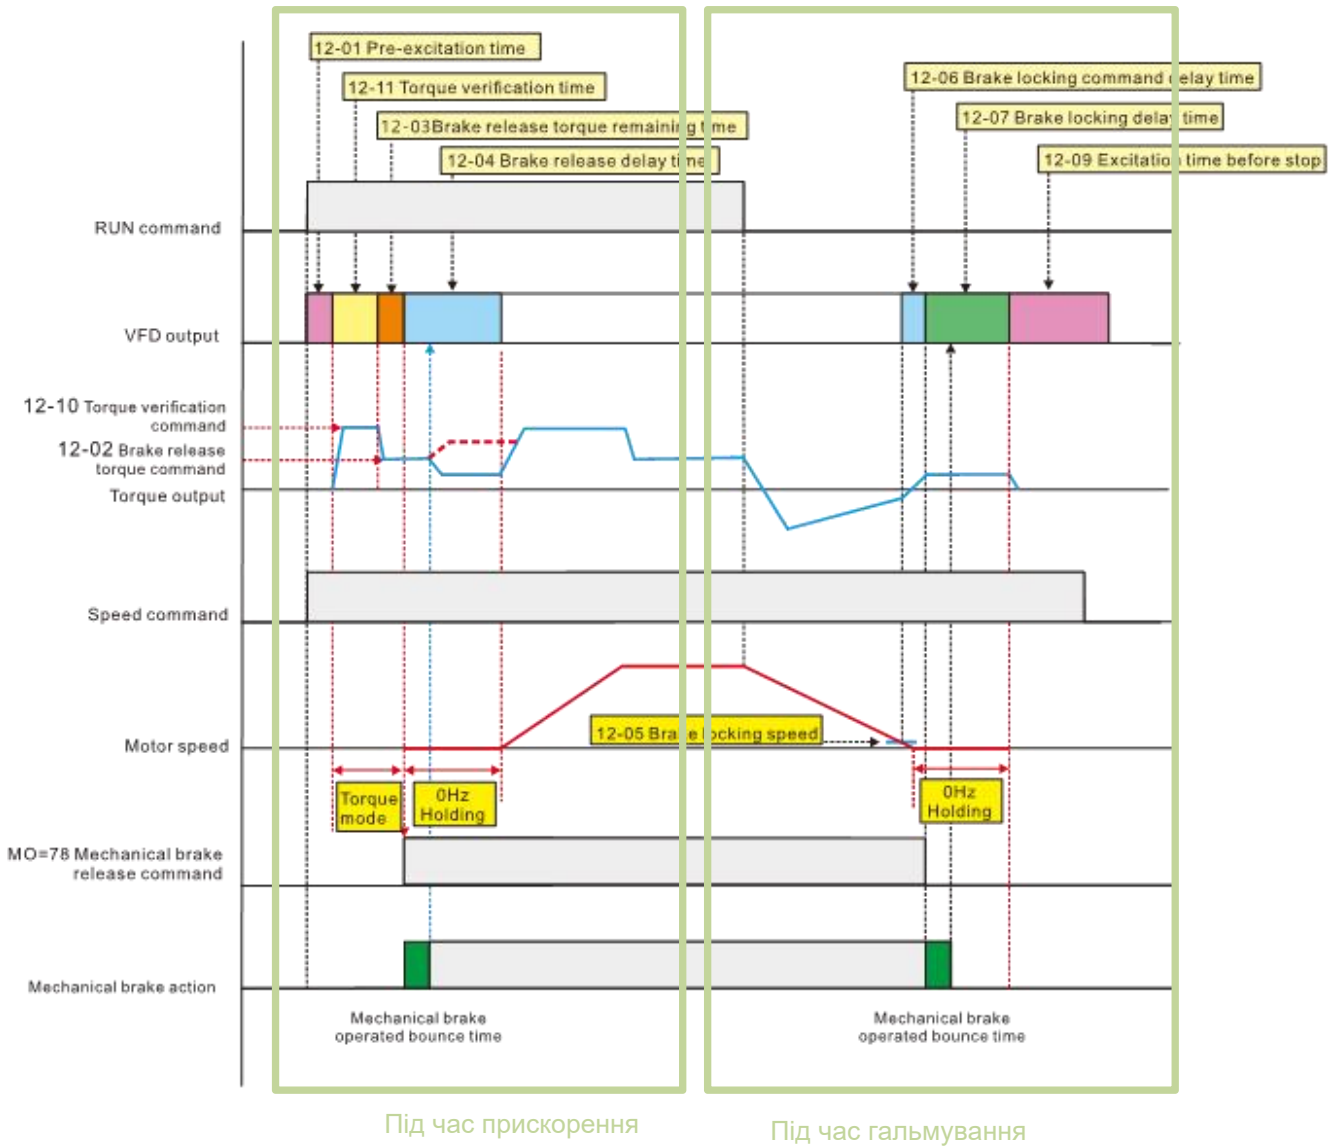 12-01 Pre-excitation time
12-11 Torque verification time
12-03Brake release torque remaining time
12-04 Brake release delay time
12-06 Brake locking command delay time
12-07 Brake locking delay time
12-09 Excitation time before stop
RUN command
VFD output
12-10 Torque verification
command
12-02 Brake release
torque command
Torque output
Speed command
12-05 Brake locking speed
Motor speed
Torque
mode
0Hz
Holding
0Hz
Holding
MO=78 Mechanical brake
release command
Mechanical brake action
Mechanical brake
operated bounce time
Mechanical brake
operated bounce time
Під час прискорення
Під час гальмування